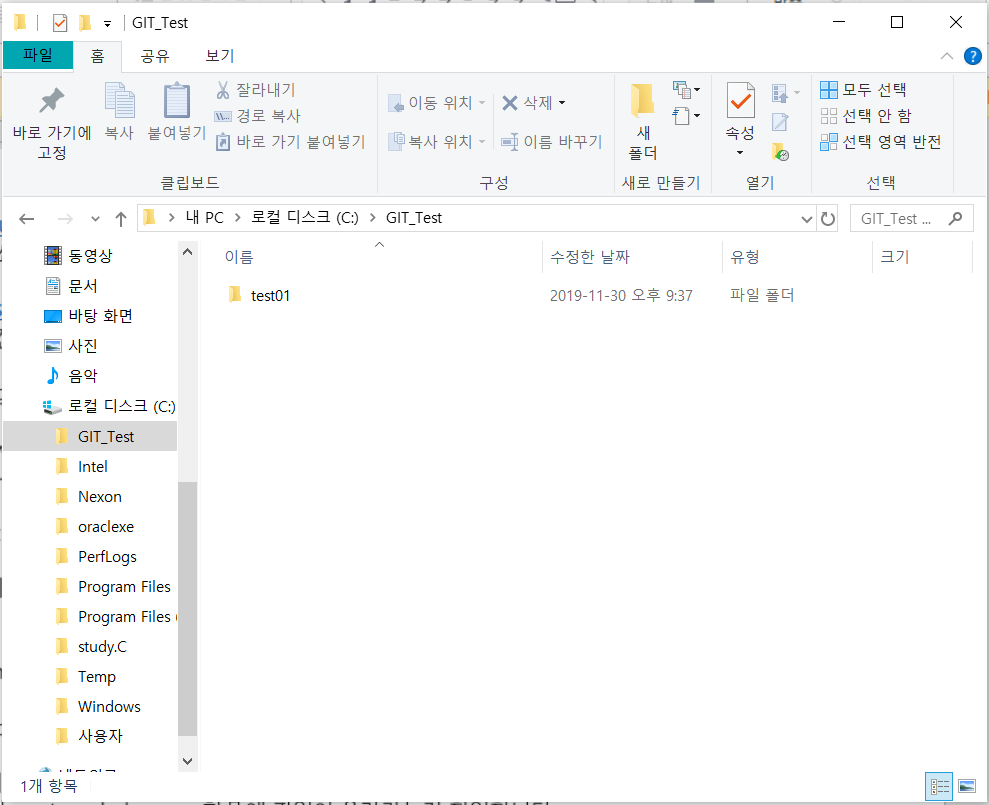 GIT_Test
파일 홈 공유 보기
바로 가기에 고정
복사
붙여넣기
잘라내기
경로 복사
바로 가기 붙여넣기
클립보드
이동 위치
복사 위치
삭제
이름 바꾸기
구성
새 폴더
새로 만들기
속성
열기
모두 선택
선택 안 함
선택 영역 반전
선택
내 PC > 로컬 디스크 (C:) > GIT_Test
GIT_Test ...
동영상
문서
바탕 화면
사진
음악
로컬 디스크 (C:)
GIT_Test
Intel
Nexon
oraclexe
PerfLogs
Program Files
Program Files
study.C
Temp
Windows
사용자
이름 수정한 날짜 유형 크기
test01 2019-11-30 오후 9:37 파일 폴더
1개 항목